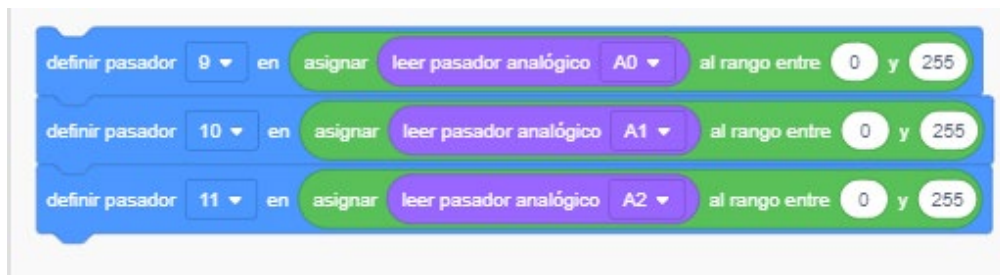 definir pasador 9 en asignar leer pasador analógico A0 al rango entre 0 y 255
definir pasador 10 en asignar leer pasador analógico A1 al rango entre 0 y 255
definir pasador 11 en asignar leer pasador analógico A2 al rango entre 0 y 255